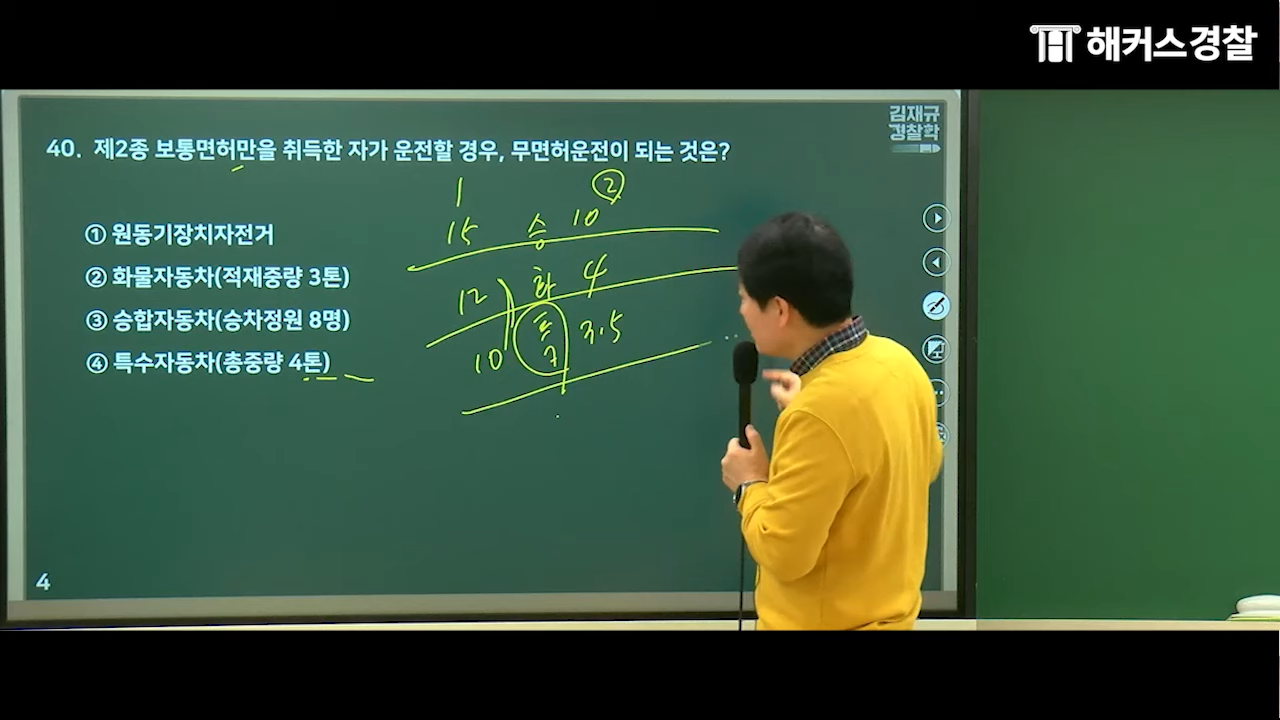 해커스경찰
김재규
경찰학
40. 제2종 보통면허만을 취득한 자가 운전할 경우, 무면허운전이 되는 것은?
① 원동기장치자전거
② 화물자동차(적재중량 3톤)
③ 승합자동차(승차정원 8명)
④ 특수자동차(총중량 4톤)
1 2
15 승 10
12 화 4
10 3.5
4